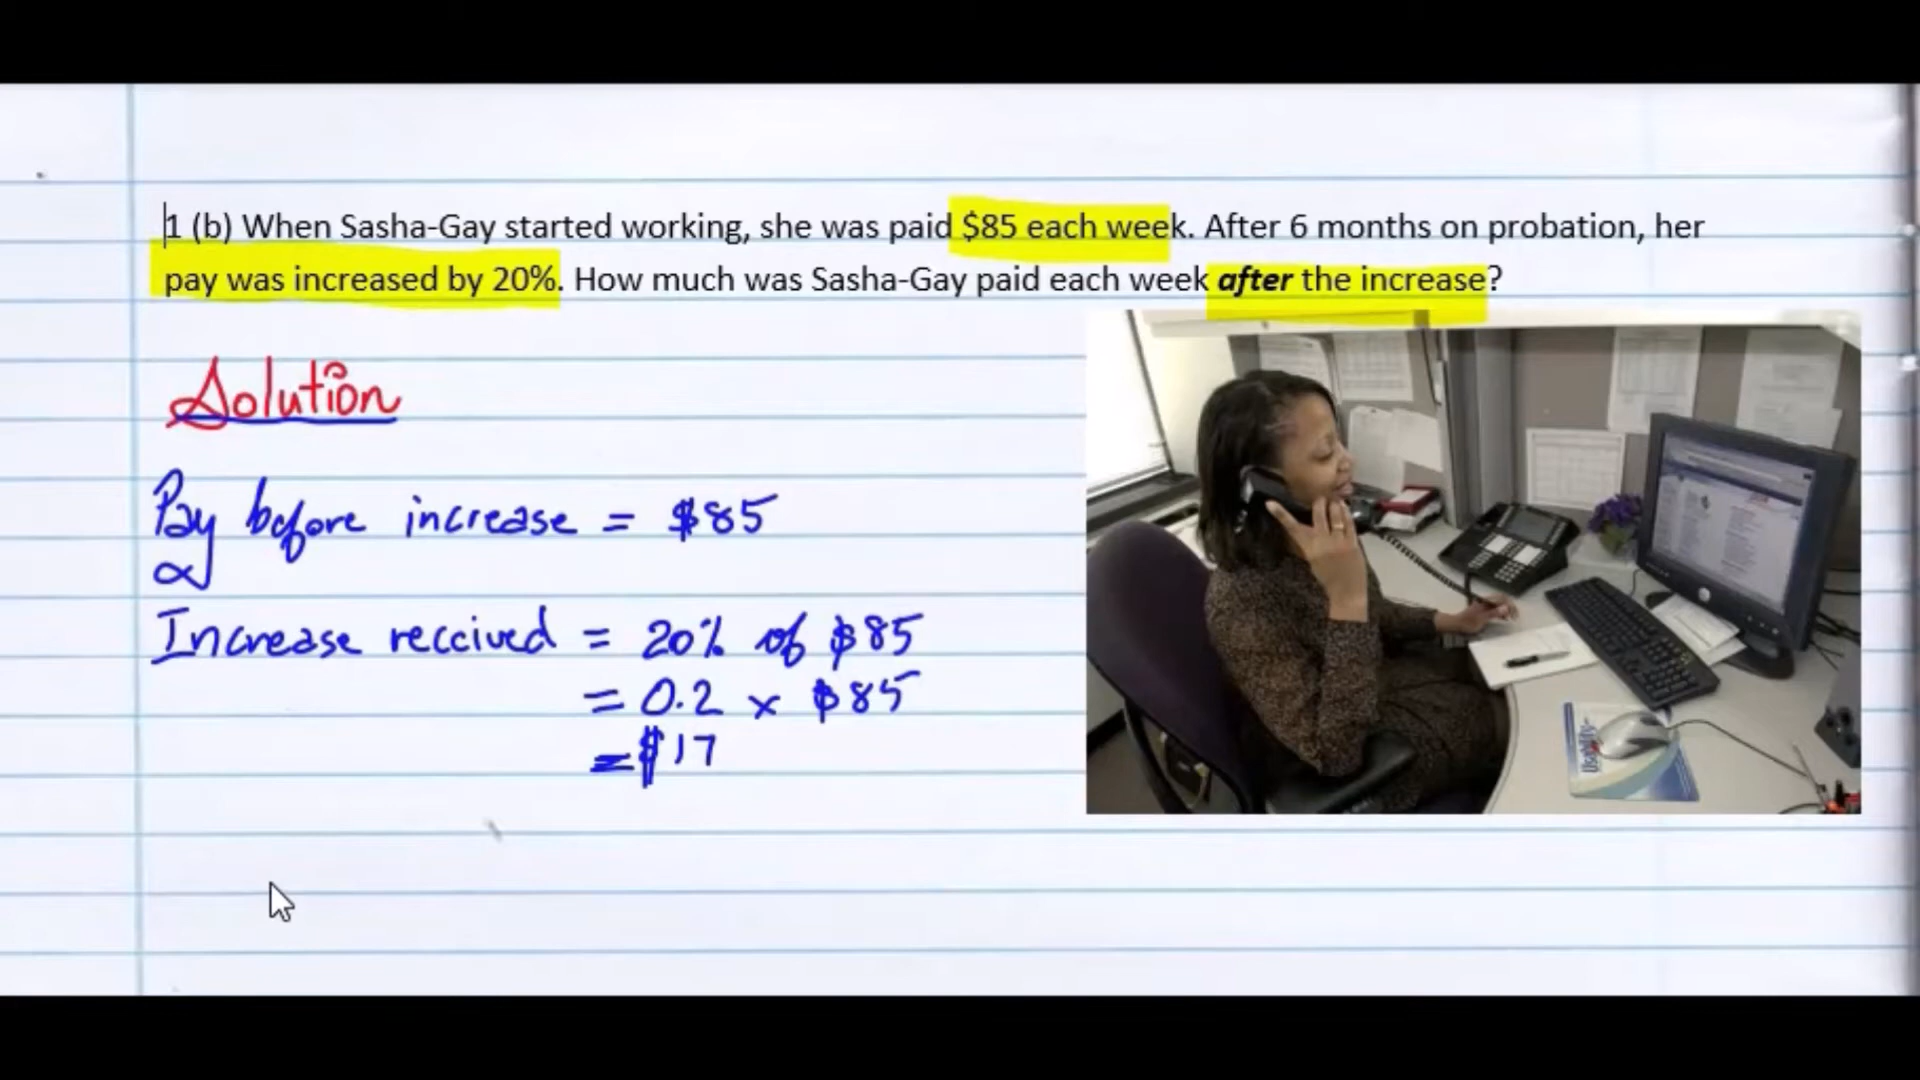 1 (b) When Sasha-Gay started working, she was paid $85 each week. After 6 months on probation, her
pay was increased by 20%. How much was Sasha-Gay paid each week after the increase?
Solution
Pay before increase = $85
Increase received = 20% of $85
= 0.2 x $85
= $17
Usability